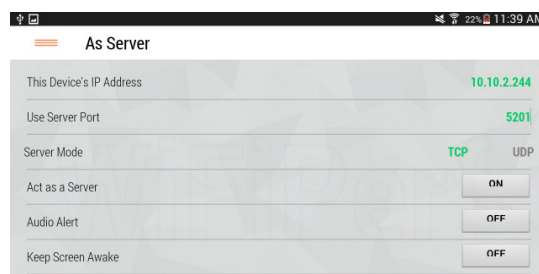 22% 11:39 AM
As Server
This Device's IP Address 10.10.2.244
Use Server Port 5201
Server Mode TCP UDP
Act as a Server ON
Audio Alert OFF
Keep Screen Awake OFF